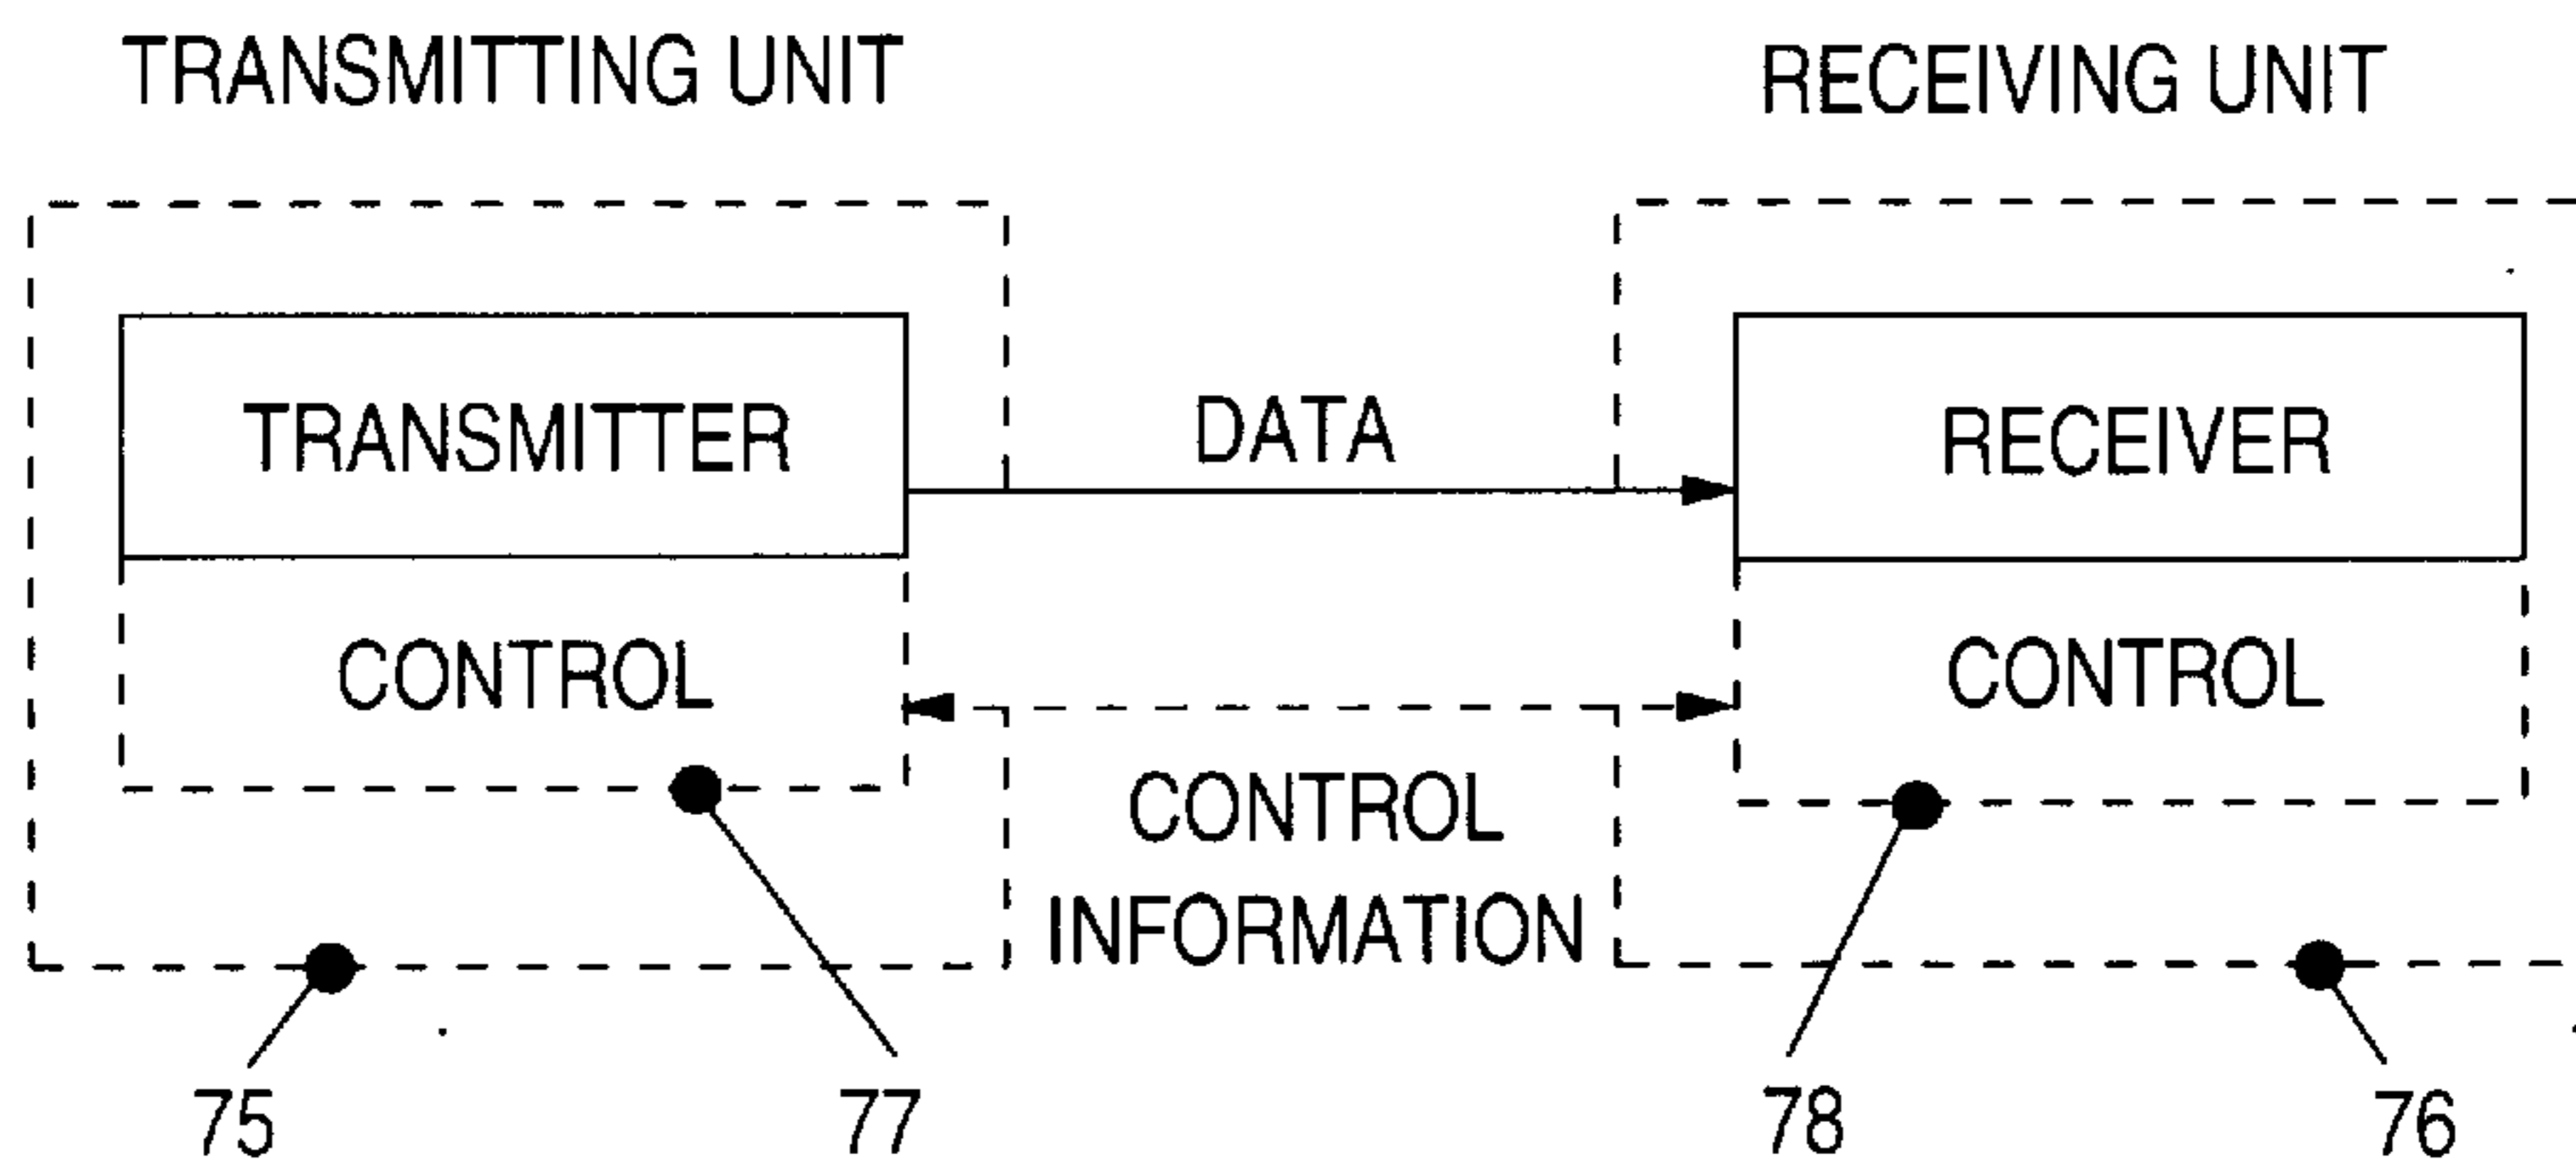 TRANSMITTING UNIT
RECEIVING UNIT
TRANSMITTER
DATA
RECEIVER
CONTROL
CONTROL
CONTROL
INFORMATION
75
77
78
76